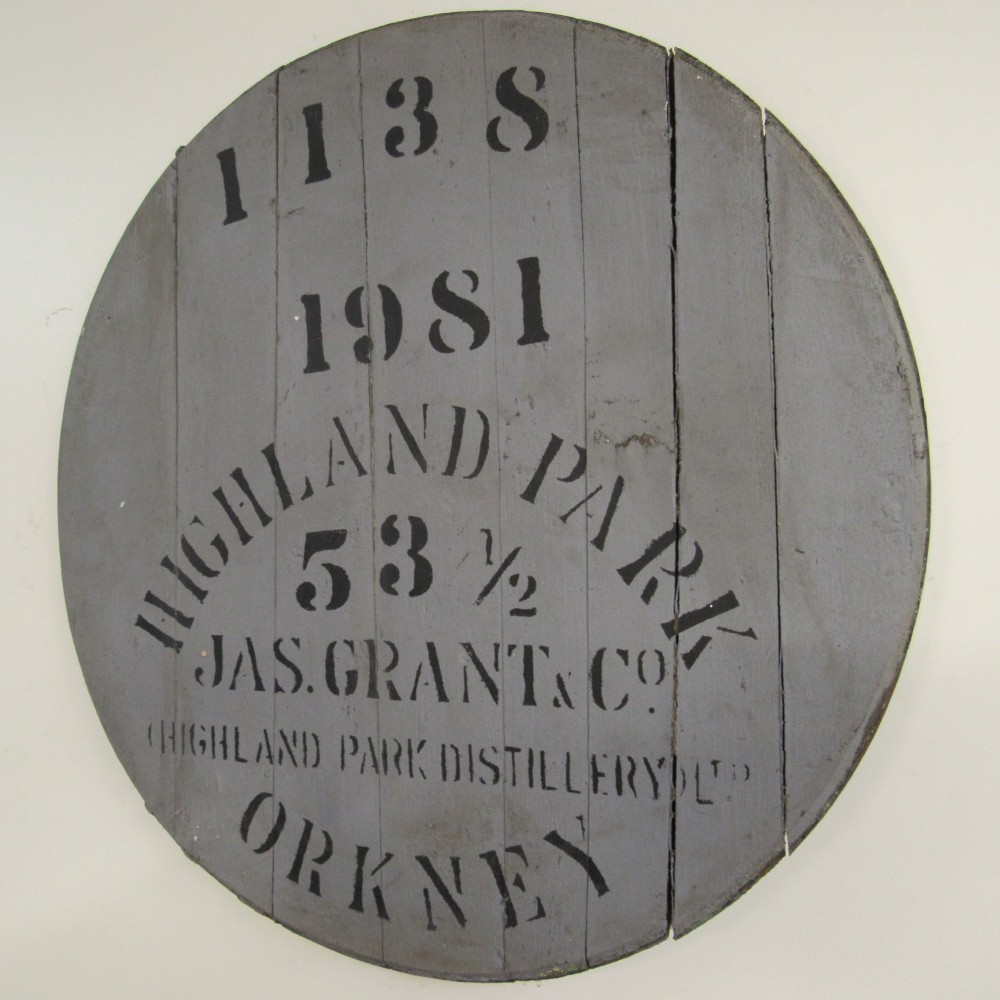 1138
1981
HIGHLAND PARK
53 1/2
JAS. GRANT & Cº.
(HIGHLAND PARK DISTILLERY) LTD
ORKNEY